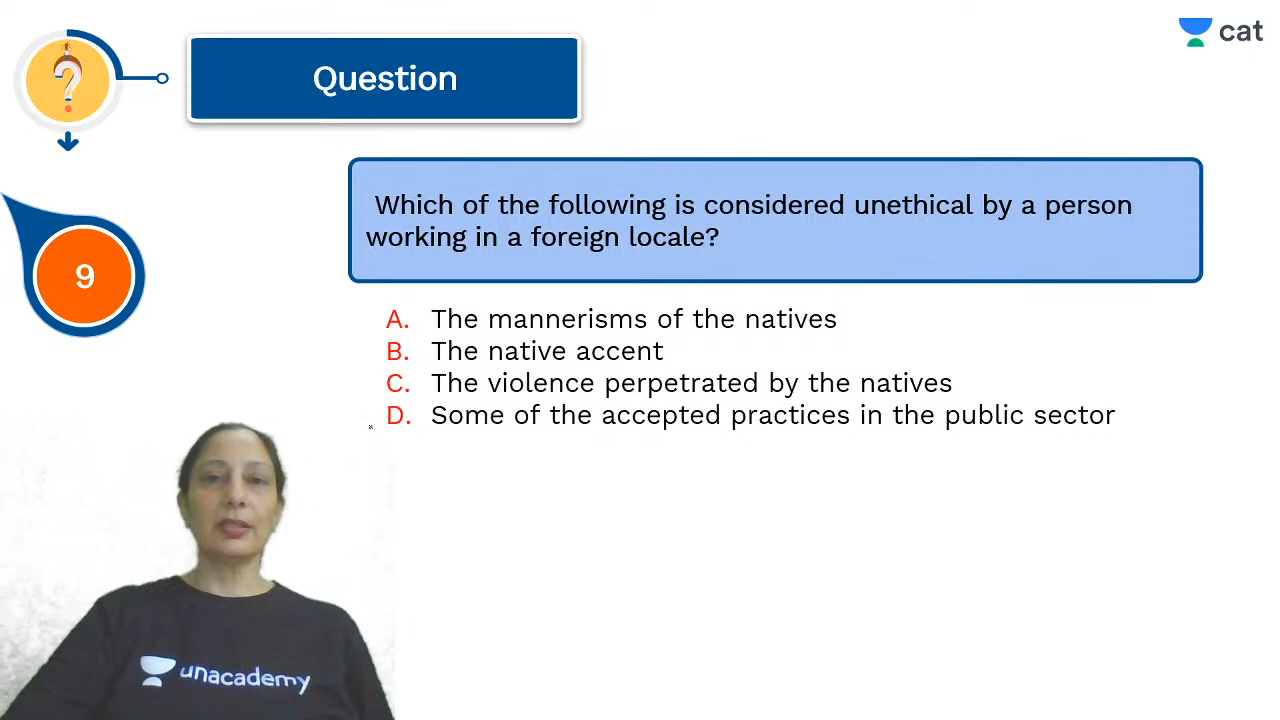 cat
Question
Which of the following is considered unethical by a person
working in a foreign locale?
9
A. The mannerisms of the natives
B. The native accent
C. The violence perpetrated by the natives
D. Some of the accepted practices in the public sector
unacademy